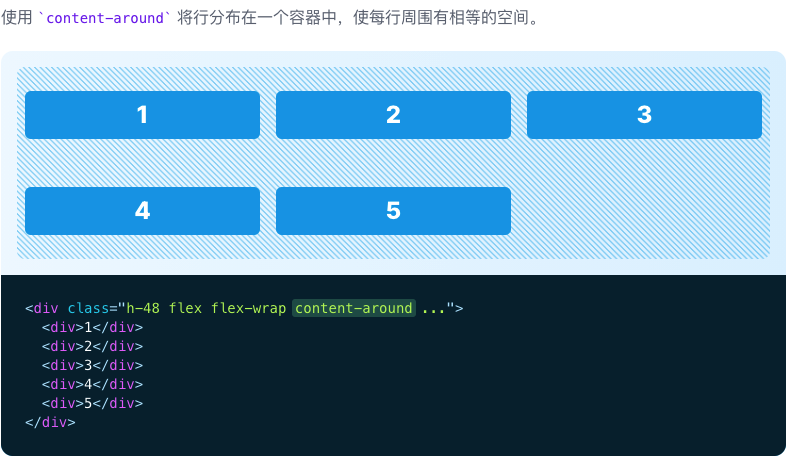 使用 `content-around` 将行分布在一个容器中，使每行周围有相等的空间。
1 2 3
4 5
<div class="h-48 flex flex-wrap content-around ...">
  <div>1</div>
  <div>2</div>
  <div>3</div>
  <div>4</div>
  <div>5</div>
</div>